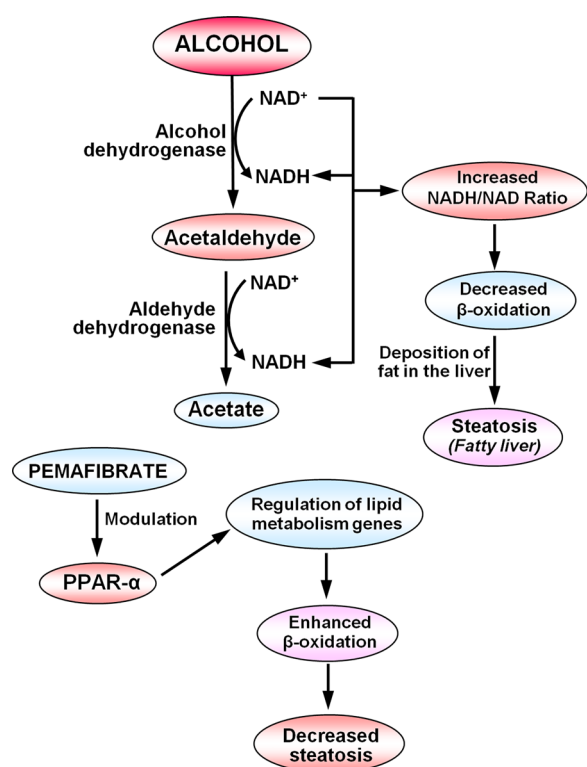 ALCOHOL
NAD+
Alcohol
dehydrogenase
NADH
Increased
NADH/NAD Ratio
Acetaldehyde
NAD+
Aldehyde
dehydrogenase
NADH
Decreased
β-oxidation
Deposition of
fat in the liver
Acetate
Steatosis
(Fatty liver)
PEMAFIBRATE
Modulation
PPAR-α
Regulation of lipid
metabolism genes
Enhanced
β-oxidation
Decreased
steatosis